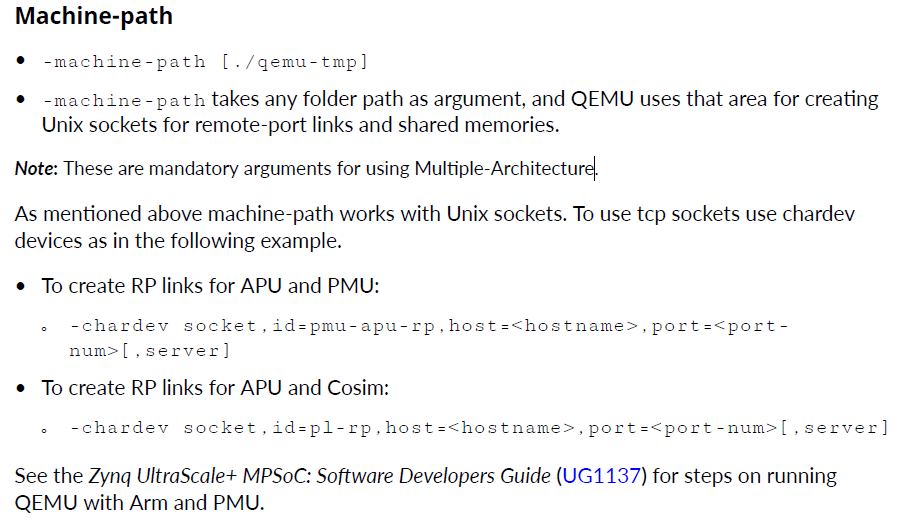 Machine-path
• -machine-path [./qemu-tmp]
• -machine-path takes any folder path as argument, and QEMU uses that area for creating
Unix sockets for remote-port links and shared memories.
Note: These are mandatory arguments for using Multiple-Architecture.
As mentioned above machine-path works with Unix sockets. To use tcp sockets use chardev
devices as in the following example.
• To create RP links for APU and PMU:
◦ -chardev socket,id=pmu-apu-rp,host=<hostname>,port=<port-
num>[,server]
• To create RP links for APU and Cosim:
◦ -chardev socket,id=pl-rp,host=<hostname>,port=<port-num>[,server]
See the Zynq UltraScale+ MPSoC: Software Developers Guide (UG1137) for steps on running
QEMU with Arm and PMU.